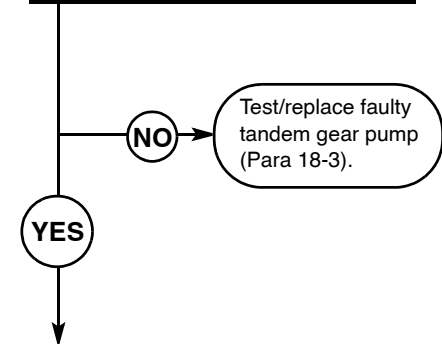 NO
Test/replace faulty
tandem gear pump
(Para 18-3).
YES